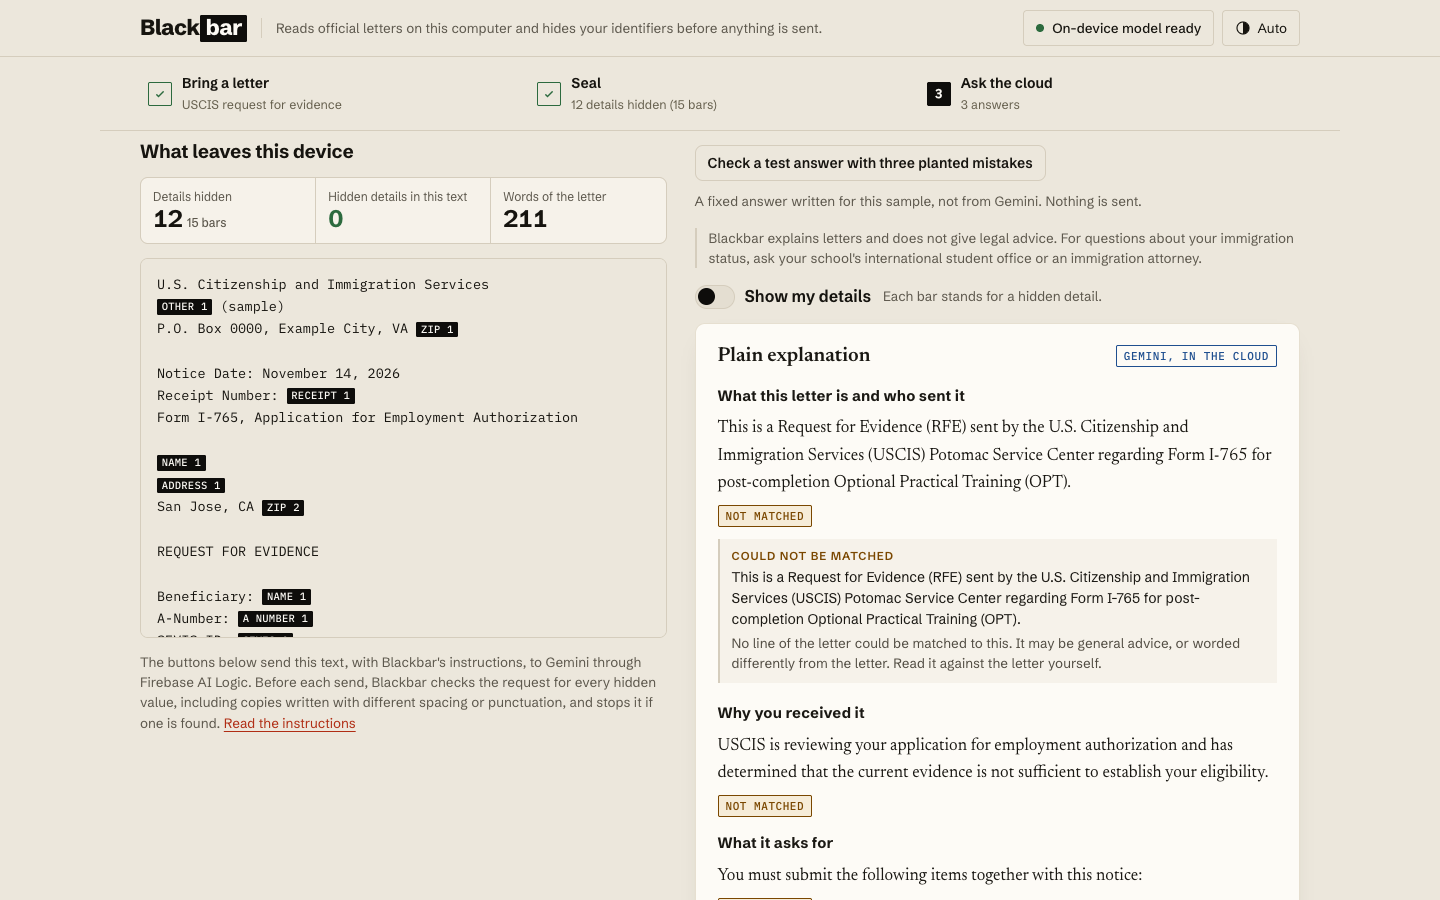 Blackbar
Reads official letters on this computer and hides your identifiers before anything is sent.
On-device model ready
Auto
Bring a letter
USCIS request for evidence
Seal
12 details hidden (15 bars)
3
Ask the cloud
3 answers
What leaves this device
Details hidden
12 15 bars
Hidden details in this text
0
Words of the letter
211
U.S. Citizenship and Immigration Services
OTHER 1 (sample)
P.O. Box 0000, Example City, VA ZIP 1
Notice Date: November 14, 2026
Receipt Number: RECEIPT 1
Form I-765, Application for Employment Authorization
NAME 1
ADDRESS 1
San Jose, CA ZIP 2
REQUEST FOR EVIDENCE
Beneficiary: NAME 1
A-Number: A NUMBER 1
The buttons below send this text, with Blackbar's instructions, to Gemini through
Firebase AI Logic. Before each send, Blackbar checks the request for every hidden
value, including copies written with different spacing or punctuation, and stops it if
one is found. Read the instructions
Check a test answer with three planted mistakes
A fixed answer written for this sample, not from Gemini. Nothing is sent.
Blackbar explains letters and does not give legal advice. For questions about your immigration
status, ask your school's international student office or an immigration attorney.
Show my details Each bar stands for a hidden detail.
Plain explanation
GEMINI, IN THE CLOUD
What this letter is and who sent it
This is a Request for Evidence (RFE) sent by the U.S. Citizenship and
Immigration Services (USCIS) Potomac Service Center regarding Form I-765 for
post-completion Optional Practical Training (OPT).
NOT MATCHED
COULD NOT BE MATCHED
This is a Request for Evidence (RFE) sent by the U.S. Citizenship and Immigration
Services (USCIS) Potomac Service Center regarding Form I-765 for post-
completion Optional Practical Training (OPT).
No line of the letter could be matched to this. It may be general advice, or worded
differently from the letter. Read it against the letter yourself.
Why you received it
USCIS is reviewing your application for employment authorization and has
determined that the current evidence is not sufficient to establish your eligibility.
NOT MATCHED
What it asks for
You must submit the following items together with this notice: